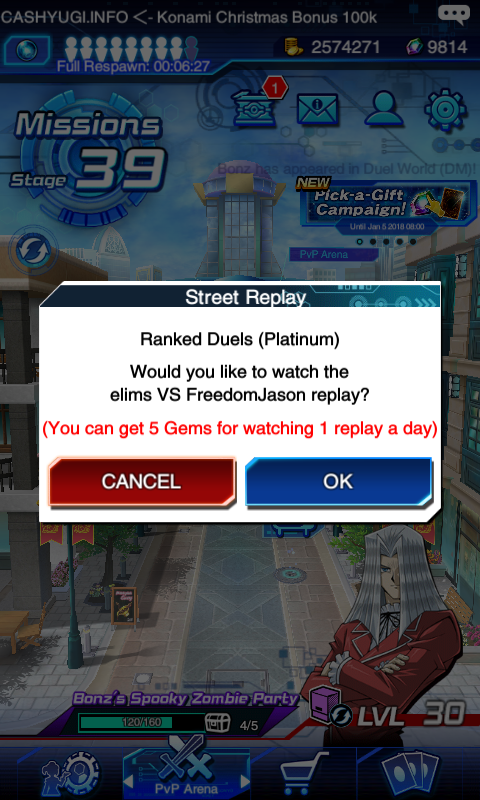 CASHYUGI.INFO <- Konami Christmas Bonus 100k
2574271
9814
Full Respawn: 00:06:27
1
Missions
Stage 39
Bonz has appeared in Duel World (DM)!
NEW
Pick-a-Gift
Campaign!
Until Jan 5 2018 08:00
PvP Arena
Street Replay
Ranked Duels (Platinum)
Would you like to watch the
elims VS FreedomJason replay?
(You can get 5 Gems for watching 1 replay a day)
CANCEL
OK
Bonz's Spooky Zombie Party
120/160
4/5
LVL 30
PvP Arena